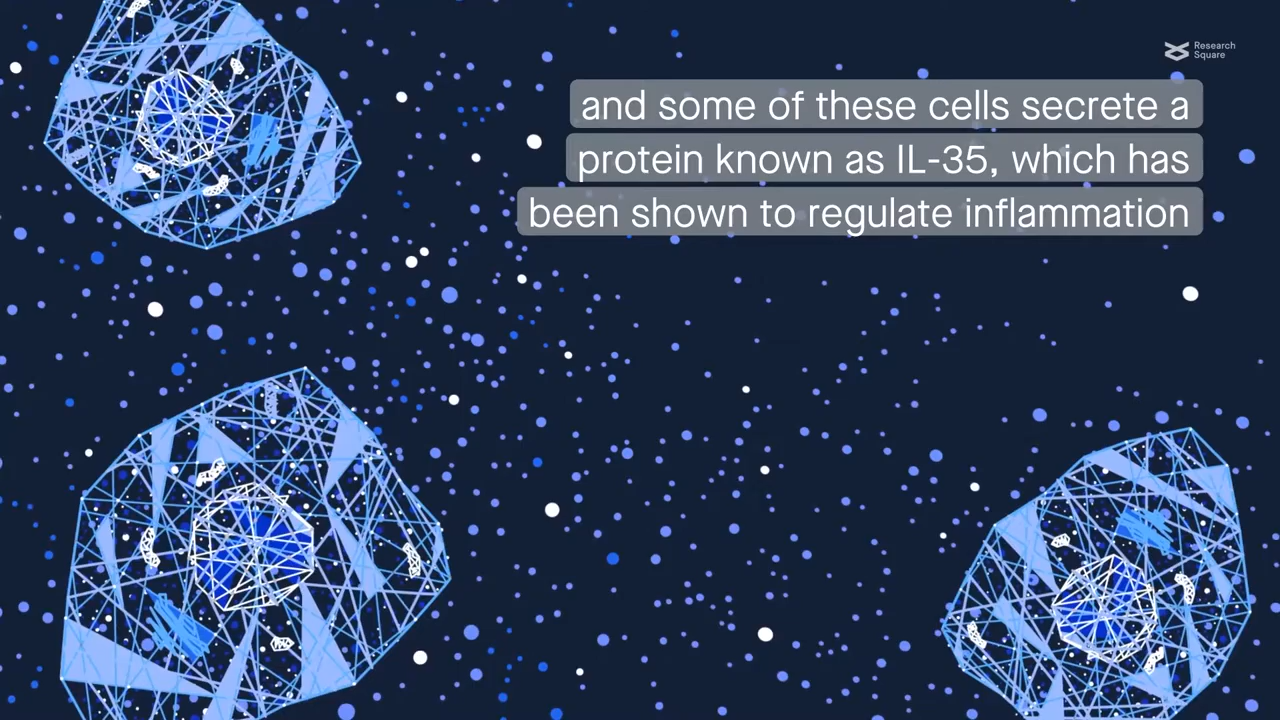 Research
Square
and some of these cells secrete a
protein known as IL-35, which has
been shown to regulate inflammation